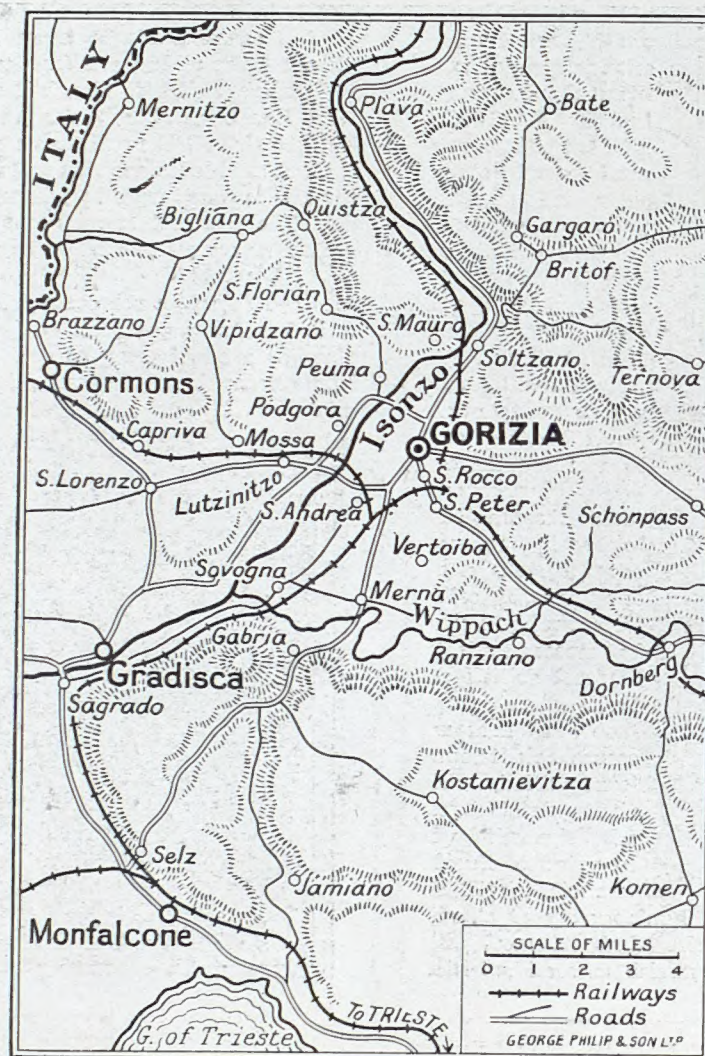 ITALY
Mernitzo
Plava
Bate
Bigliana
Quistza
Gargaro
Britof
S.Florian
S.Mauro
Brazzano
Vipidzano
Soltzano
Peuma
Ternova
Cormons
Isonzo
Podgora
GORIZIA
Capriva
Mossa
S.Rocco
S.Lorenzo
Lutzinitzo
S.Andrea
S.Peter
Schönpass
Vertoiba
Sovogna
Merna
Wippach
Gabria
Ranziano
Gradisca
Dornberg
Sagrado
Kostanievitza
Selz
Jamiano
Komen
Monfalcone
SCALE OF MILES
0 1 2 3 4
Railways
Roads
GEORGE PHILIP & SON LTD
To TRIESTE
G. of Trieste